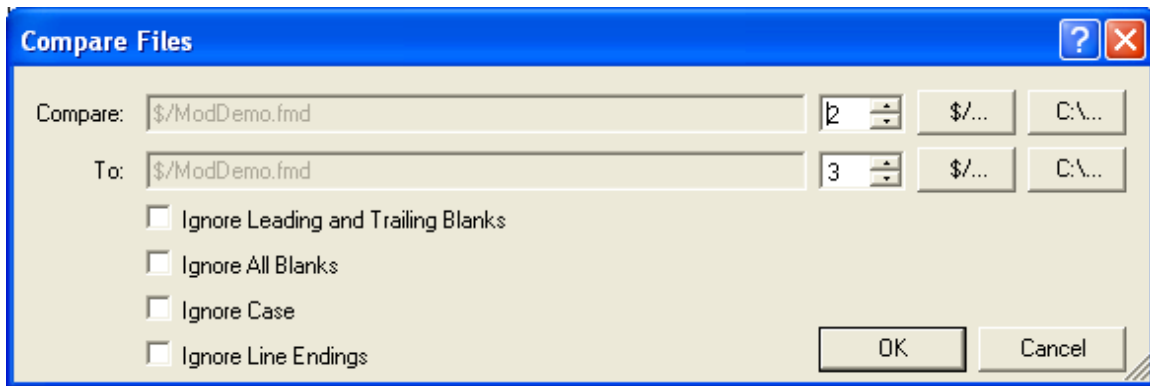 Compare Files
Compare: $/ModDemo.fmd 2 $/... C:\...
To: $/ModDemo.fmd 3 $/... C:\...
Ignore Leading and Trailing Blanks
Ignore All Blanks
Ignore Case
Ignore Line Endings
OK Cancel